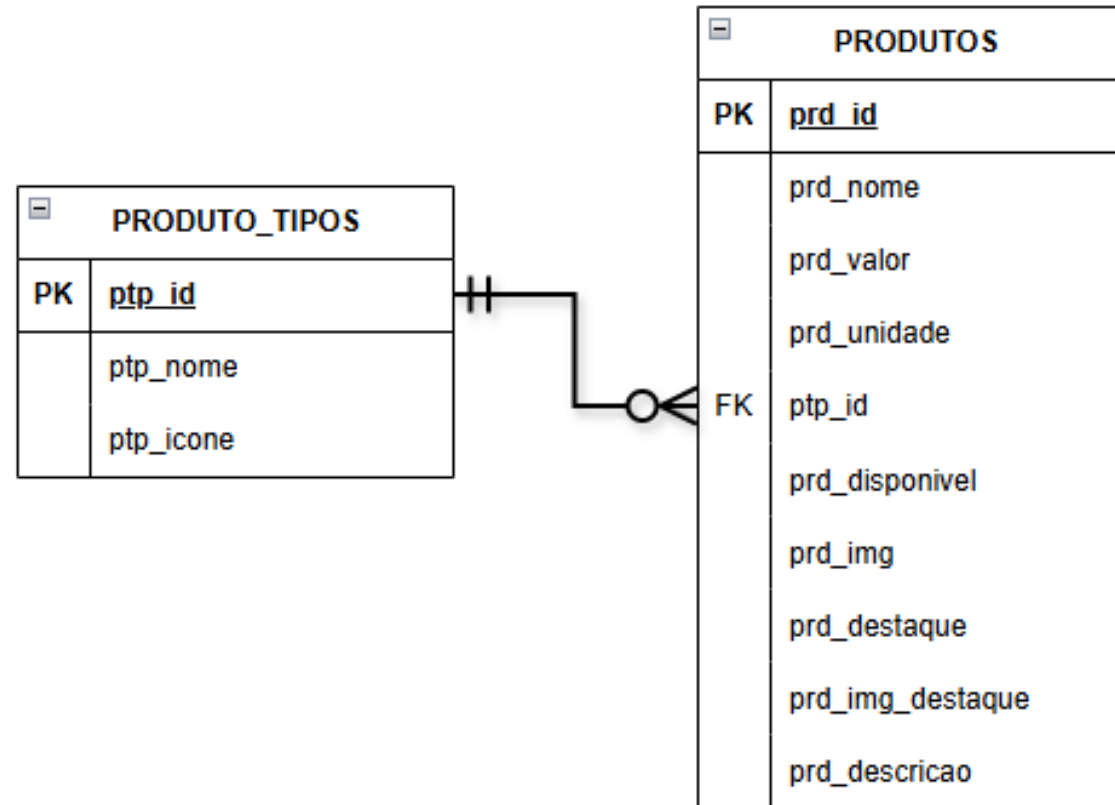 PRODUTO_TIPOS
PK ptp_id
ptp_nome
ptp_icone
PRODUTOS
PK prd_id
prd_nome
prd_valor
prd_unidade
FK ptp_id
prd_disponivel
prd_img
prd_destaque
prd_img_destaque
prd_descricao